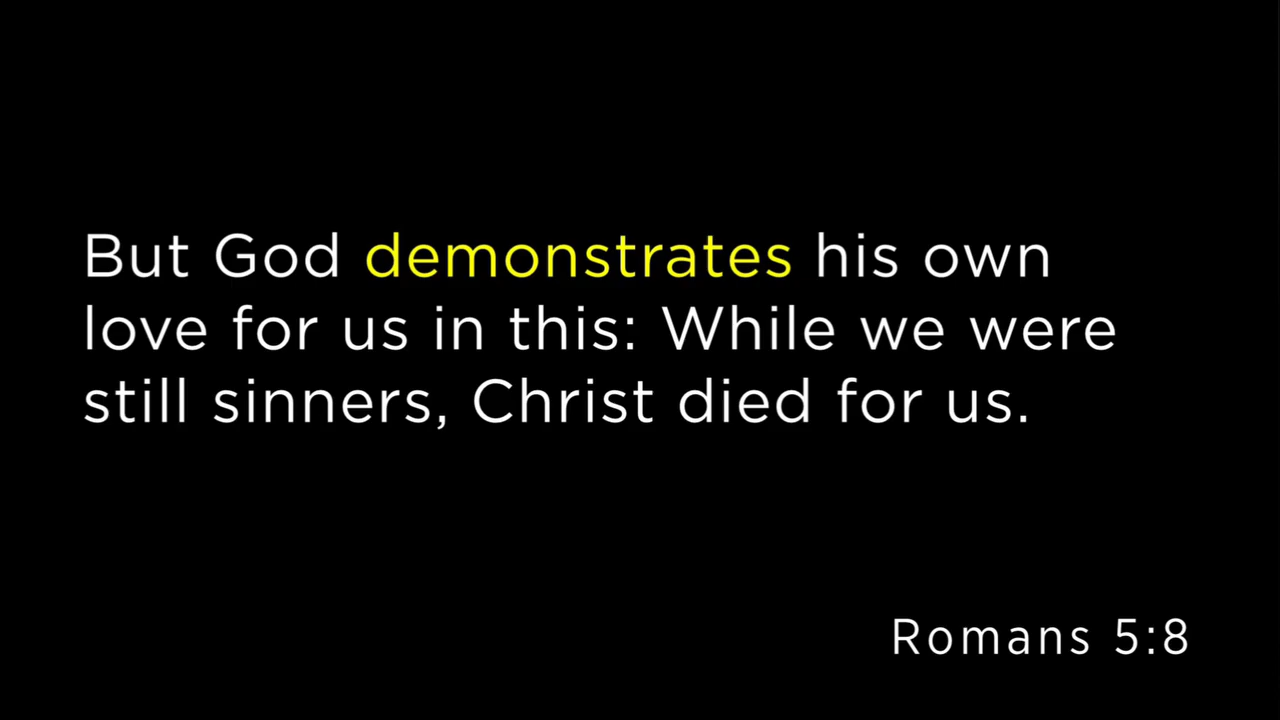 But God demonstrates his own
love for us in this: While we were
still sinners, Christ died for us.
Romans 5:8